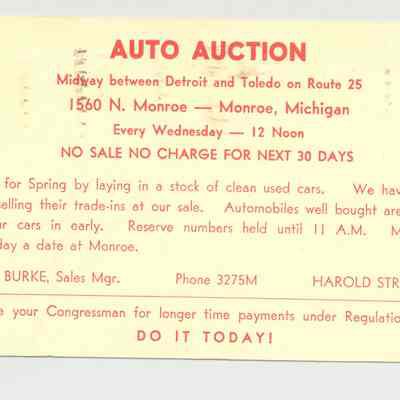 AUTO AUCTION
Midway between Detroit and Toledo on Route 25
1560 N. Monroe — Monroe, Michigan
Every Wednesday — 12 Noon
NO SALE NO CHARGE FOR NEXT 30 DAYS
for Spring by laying in a stock of clean used cars. We hav
elling their trade-ins at our sale. Automobiles well bought are
ur cars in early. Reserve numbers held until 11 A.M. M
day a date at Monroe.
BURKE, Sales Mgr. Phone 3275M HAROLD STR
e your Congressman for longer time payments under Regulatio
DO IT TODAY!